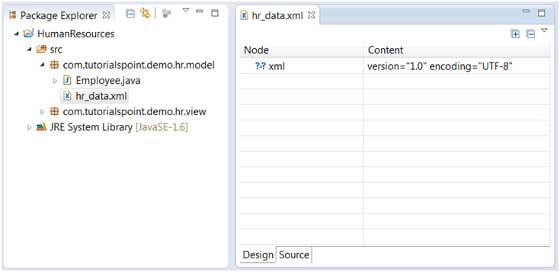 Package Explorer
HumanResources
src
com.tutorialspoint.demo.hr.model
Employee.java
hr_data.xml
com.tutorialspoint.demo.hr.view
JRE System Library [JavaSE-1.6]
hr_data.xml
Node Content
?-? xml version="1.0" encoding="UTF-8"
Design Source